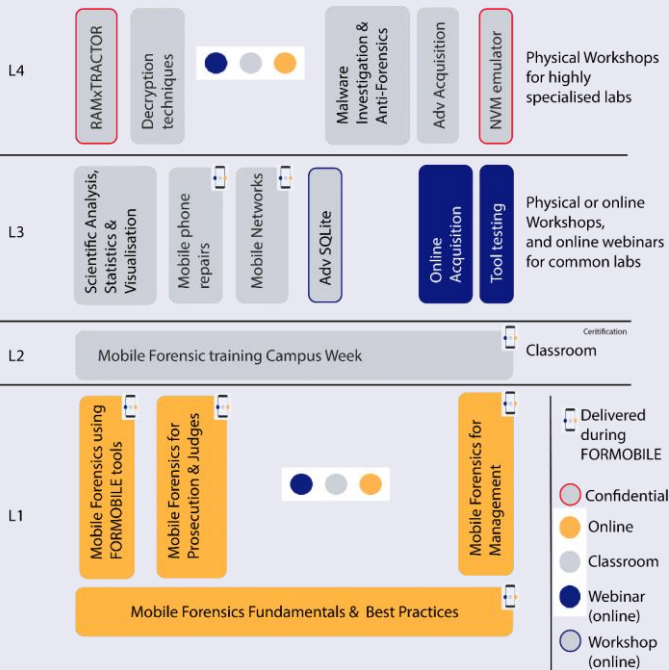 L4
RAMxTRACTOR
Decryption
techniques
Malware
Investigation &
Anti-Forensics
Adv Acquisition
NVM emulator
Physical Workshops
for highly
specialised labs
L3
Scientific Analysis,
Statistics &
Visualisation
Mobile phone
repairs
Mobile Networks
Adv SQLite
Online
Acquisition
Tool testing
Physical or online
Workshops,
and online webinars
for common labs
L2
Mobile Forensic training Campus Week
Ceritification
Classroom
L1
Mobile Forensics using
FORMOBILE tools
Mobile Forensics for
Prosecution & Judges
Mobile Forensics for
Management
Mobile Forensics Fundamentals & Best Practices
Delivered
during
FORMOBILE
Confidential
Online
Classroom
Webinar
(online)
Workshop
(online)